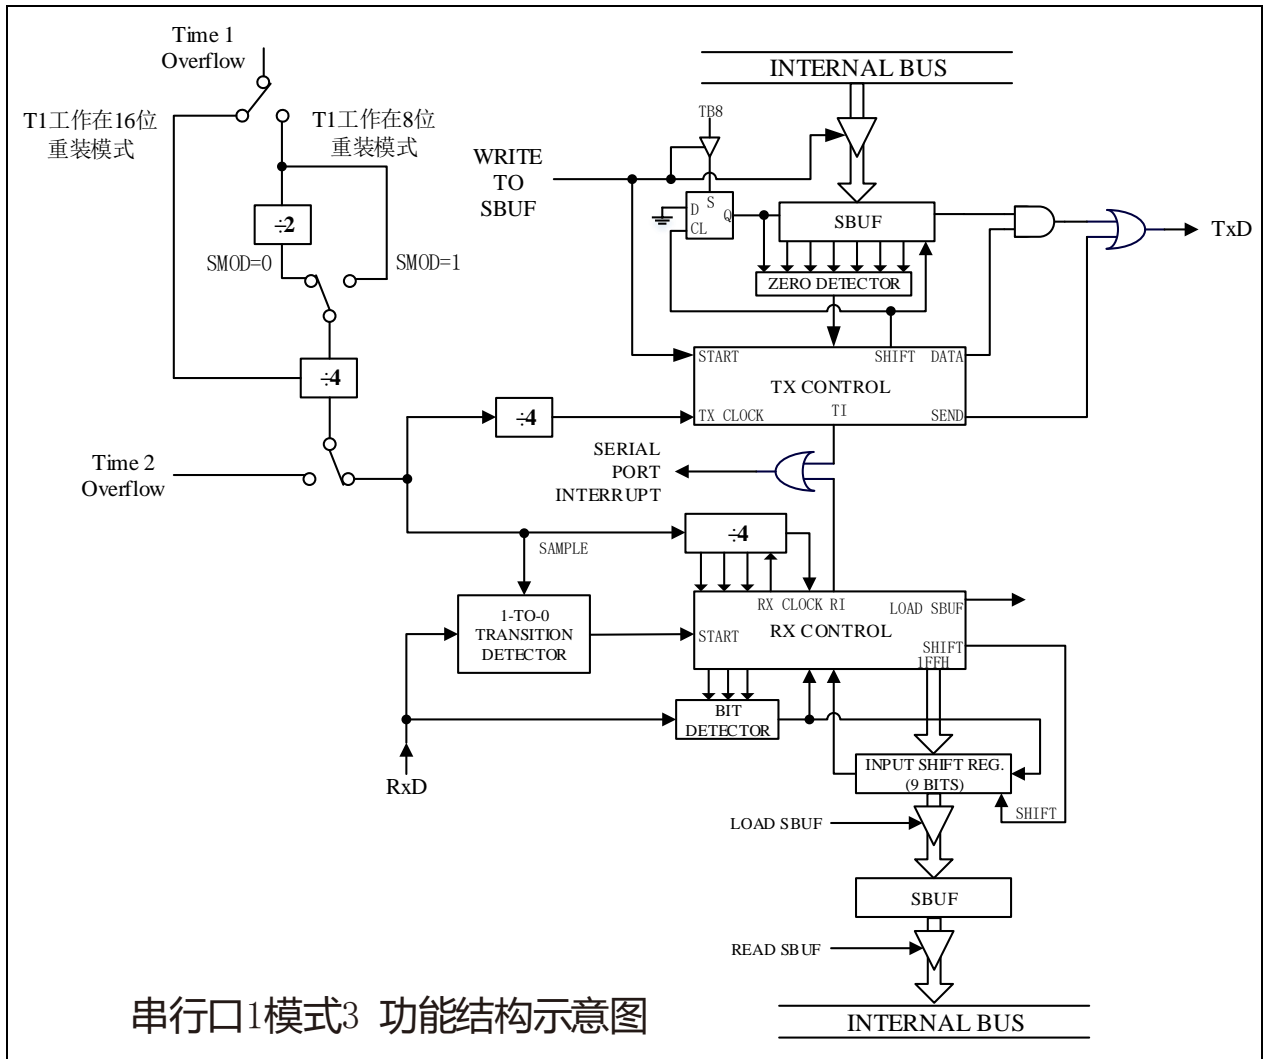 Time 1
Overflow
T1工作在16位
重装模式
T1工作在8位
重装模式
÷2
SMOD=0
SMOD=1
÷4
Time 2
Overflow
INTERNAL BUS
TB8
WRITE
TO
SBUF
D
S
Q
CL
SBUF
ZERO DETECTOR
TxD
START
SHIFT
DATA
TX CONTROL
TX CLOCK
TI
SEND
÷4
SERIAL
PORT
INTERRUPT
÷4
SAMPLE
1-TO-0
TRANSITION
DETECTOR
RX CLOCK
RI
LOAD SBUF
START
RX CONTROL
SHIFT
1FFH
BIT
DETECTOR
RxD
INPUT SHIFT REG.
(9 BITS)
SHIFT
LOAD SBUF
SBUF
READ SBUF
INTERNAL BUS
串行口1模式3 功能结构示意图